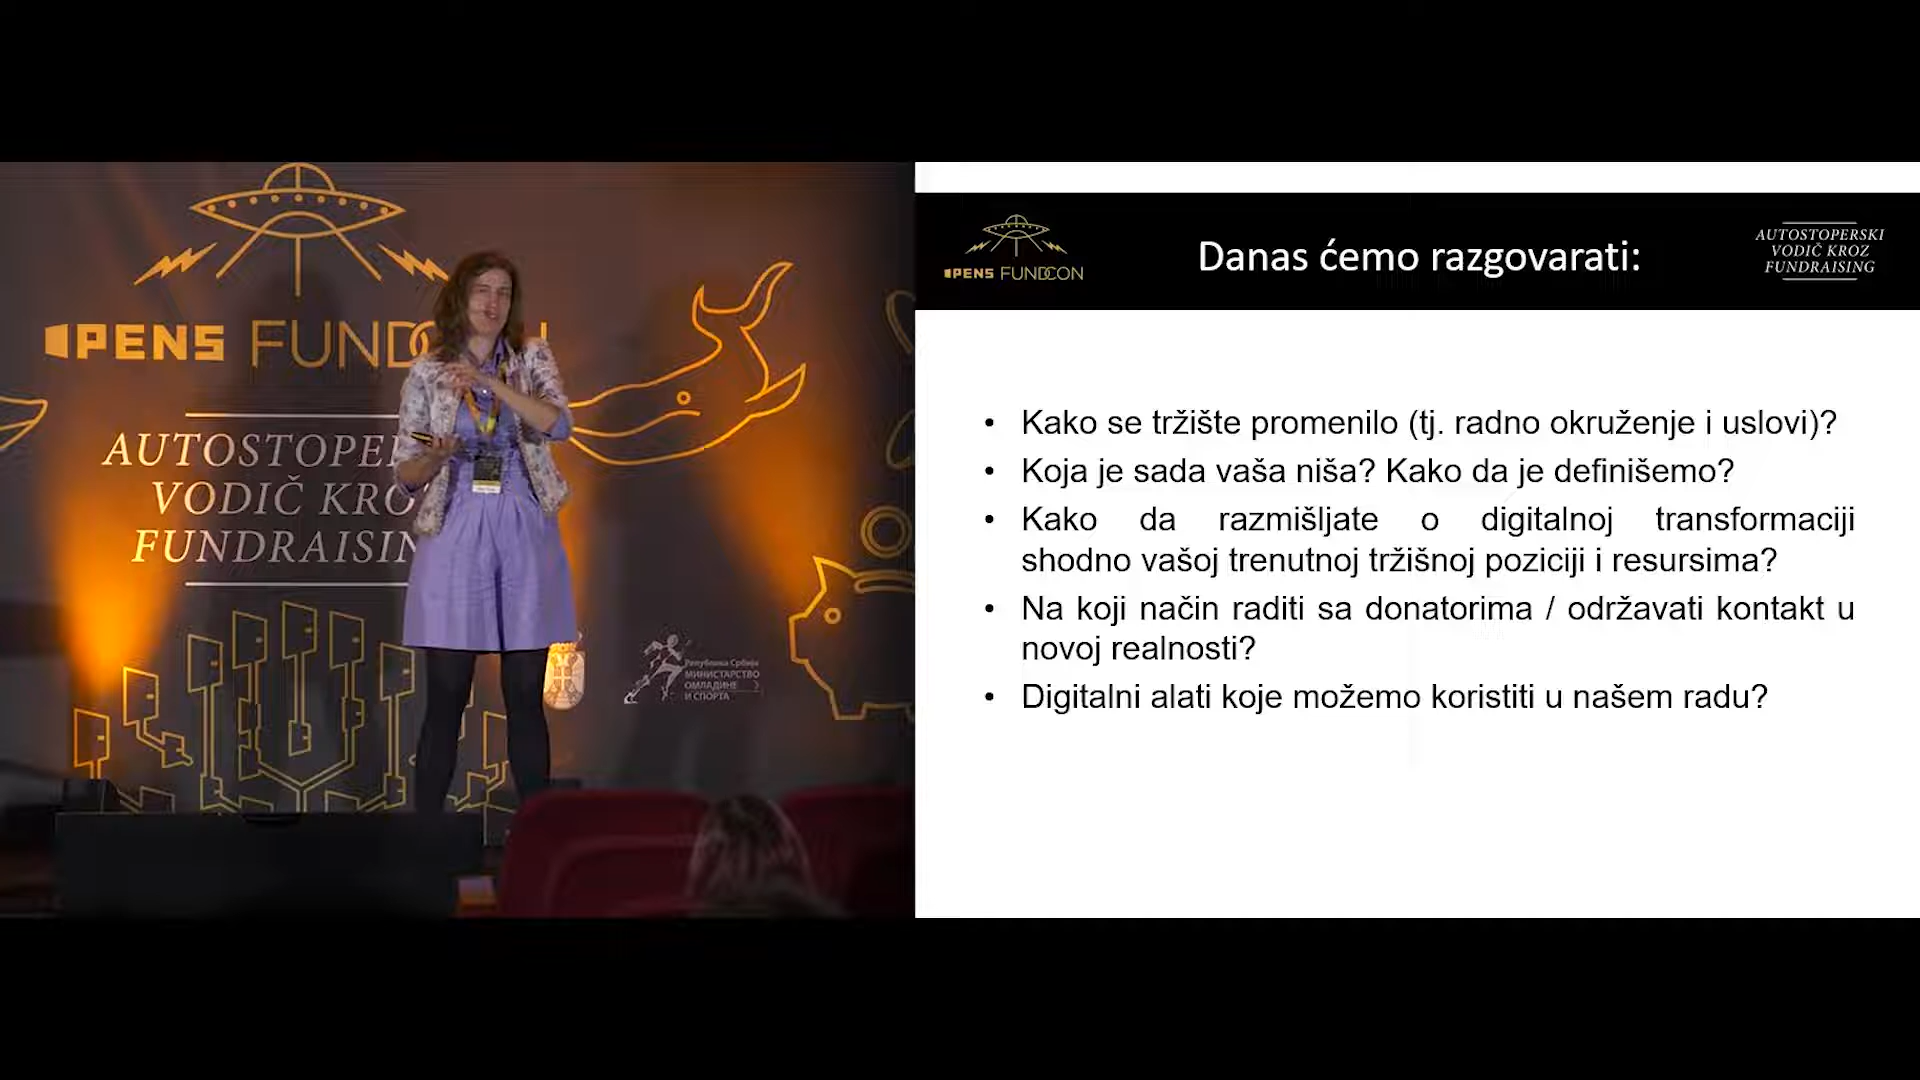 OPENS FUNDCON
AUTOSTOPE
VODIČ KRO
FUNDRAISIN
Република Србија
МИНИСТАРСТВО
ОМЛАДИНЕ
И СПОРТА
OPENS FUNDCON
Danas ćemo razgovarati:
AUTOSTOPERSKI
VODIČ KROZ
FUNDRAISING
• Kako se tržište promenilo (tj. radno okruženje i uslovi)?
• Koja je sada vaša niša? Kako da je definišemo?
• Kako da razmišljate o digitalnoj transformaciji
shodno vašoj trenutnoj tržišnoj poziciji i resursima?
• Na koji način raditi sa donatorima / održavati kontakt u
novoj realnosti?
• Digitalni alati koje možemo koristiti u našem radu?